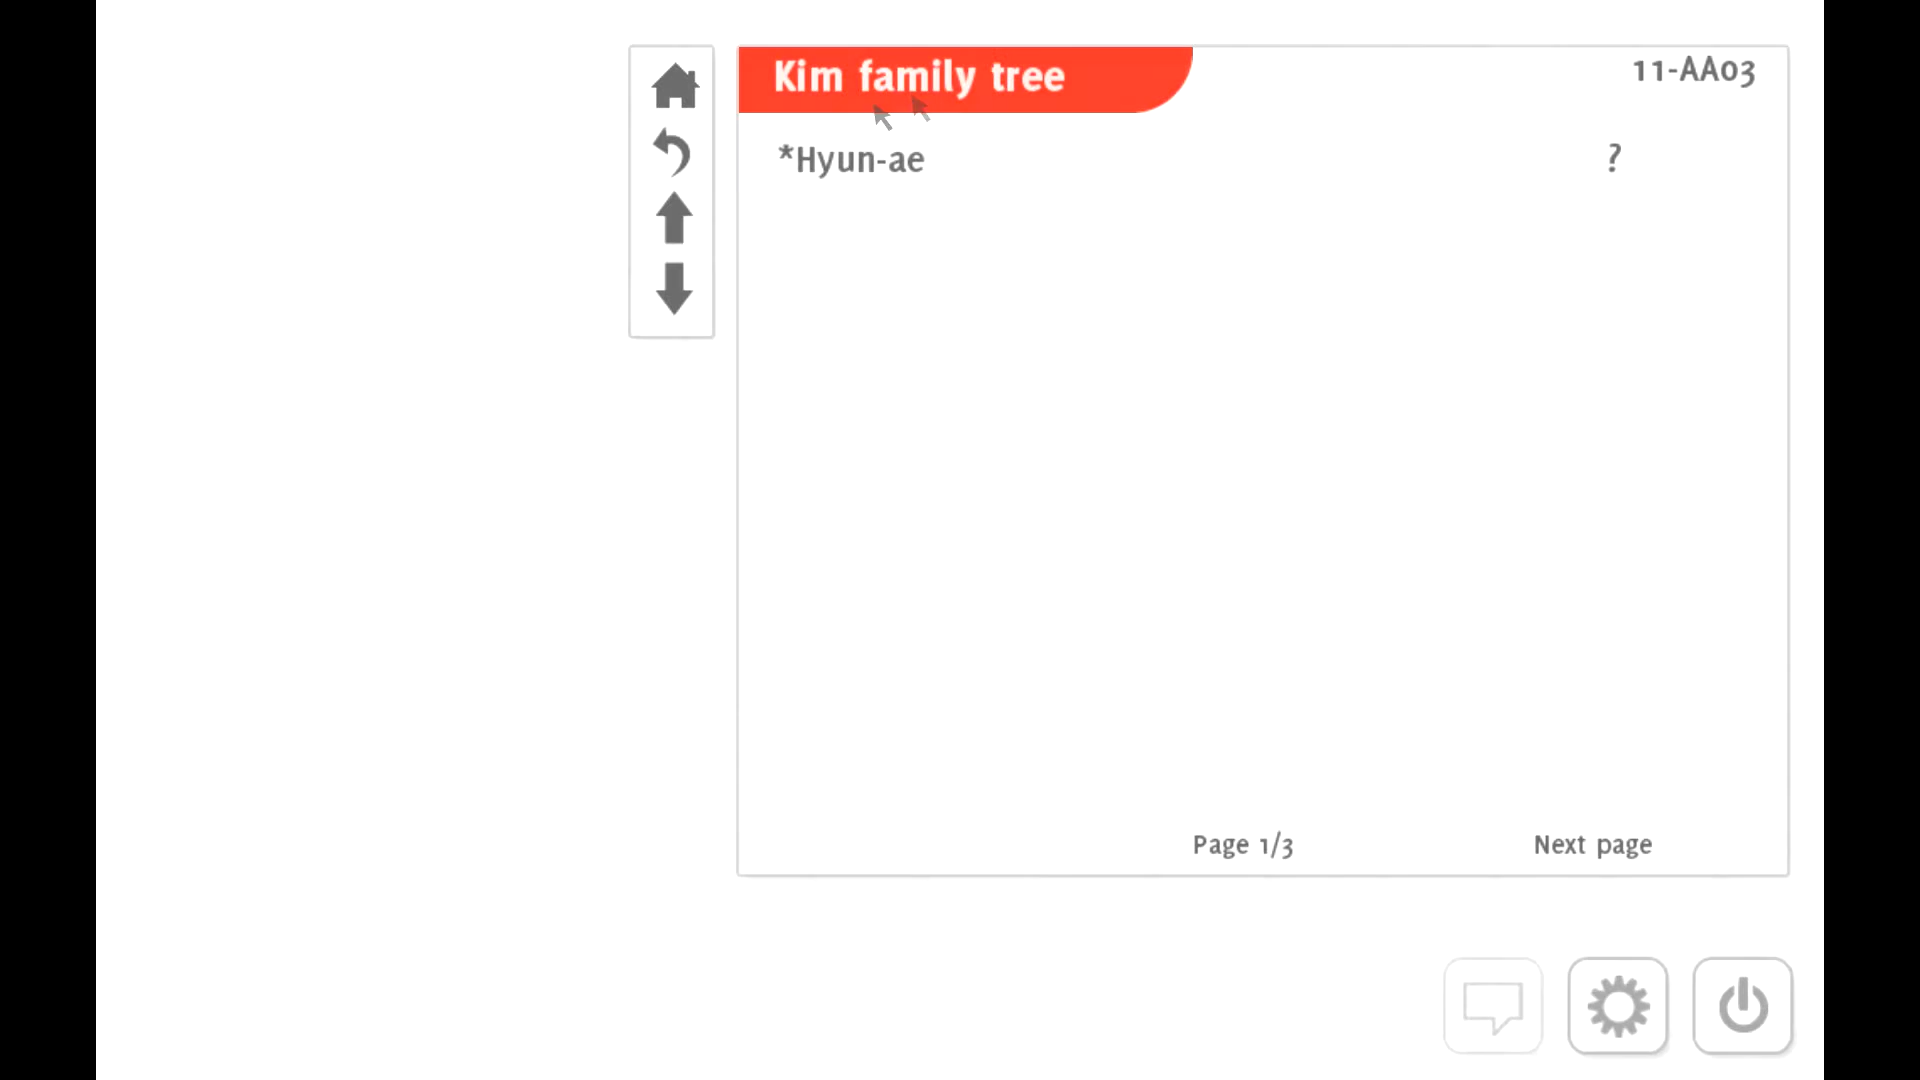 Kim family tree
11-AA03
*Hyun-ae ?
Page 1/3 Next page